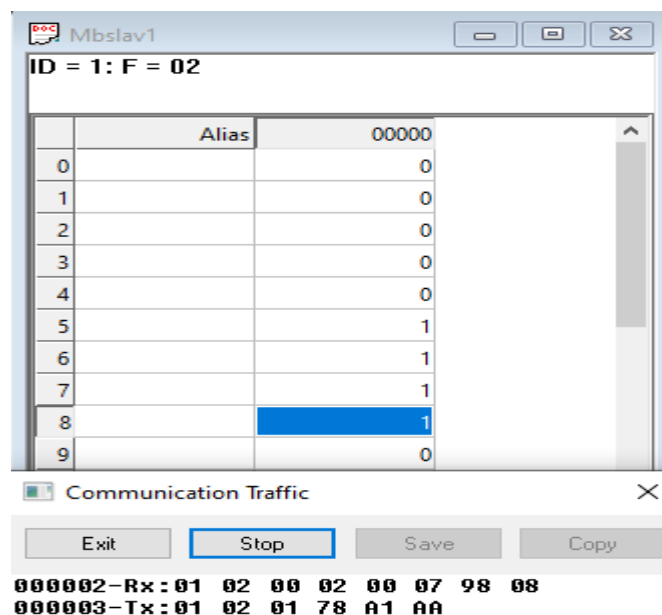 Mbslav1
ID = 1: F = 02
Alias 00000
0 0
1 0
2 0
3 0
4 0
5 1
6 1
7 1
8 1
9 0
Communication Traffic
Exit Stop Save Copy
000002-Rx:01 02 00 02 00 07 98 08
000003-Tx:01 02 01 78 A1 AA